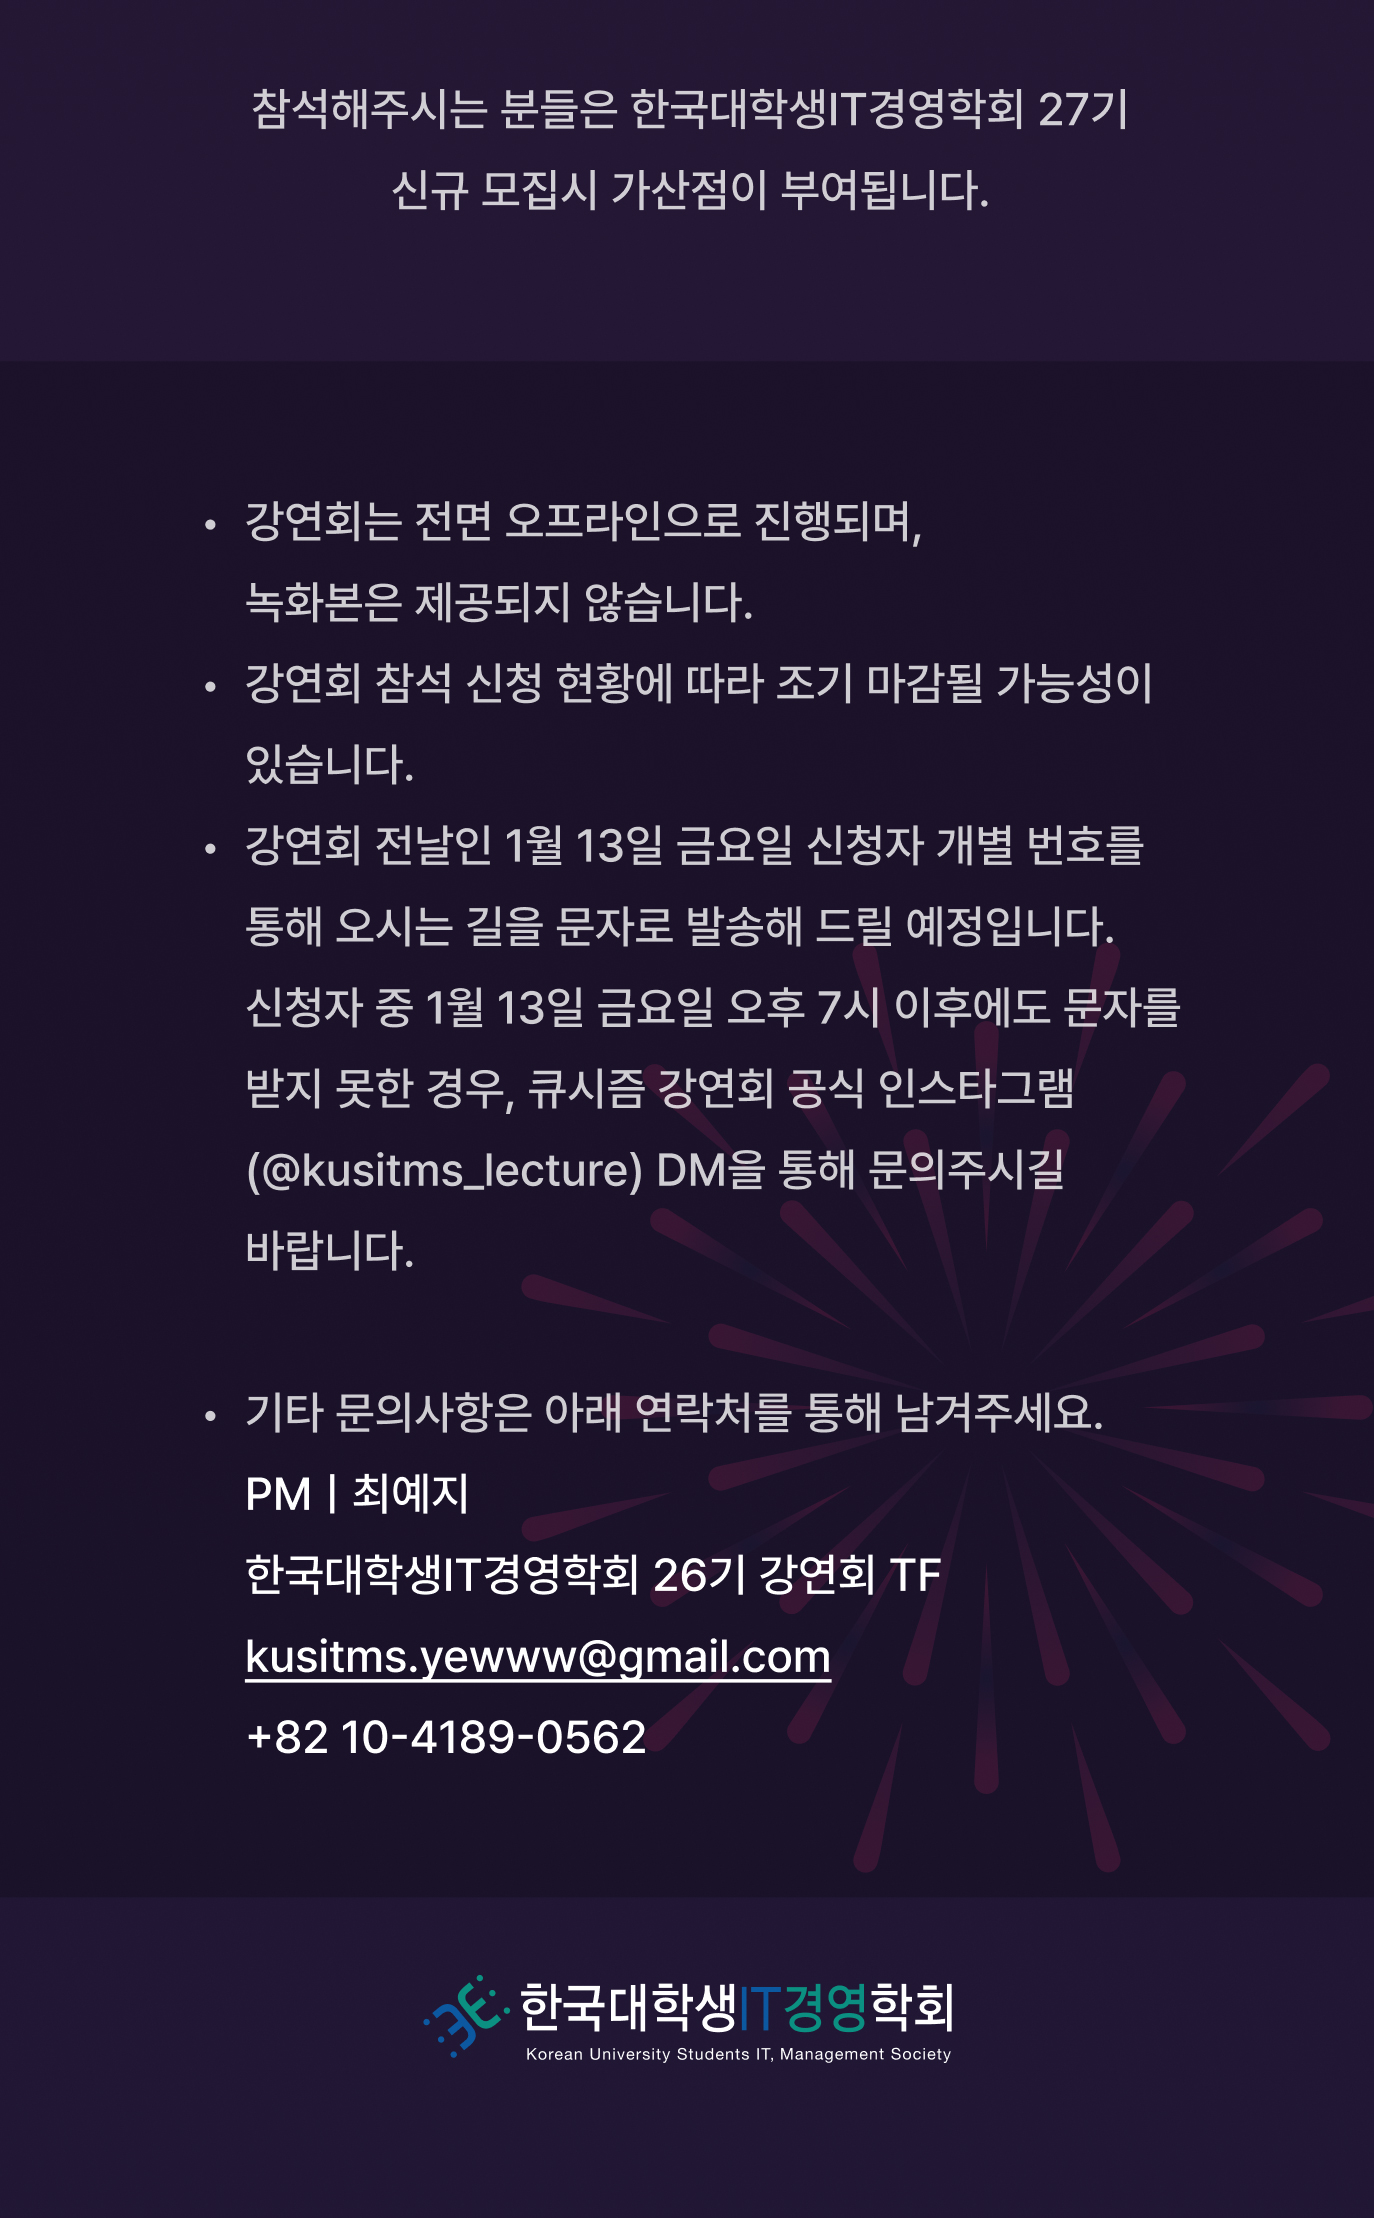 참석해주시는 분들은 한국대학생IT경영학회 27기
신규 모집시 가산점이 부여됩니다.
• 강연회는 전면 오프라인으로 진행되며,
녹화본은 제공되지 않습니다.
• 강연회 참석 신청 현황에 따라 조기 마감될 가능성이
있습니다.
• 강연회 전날인 1월 13일 금요일 신청자 개별 번호를
통해 오시는 길을 문자로 발송해 드릴 예정입니다.
신청자 중 1월 13일 금요일 오후 7시 이후에도 문자를
받지 못한 경우, 큐시즘 강연회 공식 인스타그램
(@kusitms_lecture) DM을 통해 문의주시길
바랍니다.
• 기타 문의사항은 아래 연락처를 통해 남겨주세요.
PM | 최예지
한국대학생IT경영학회 26기 강연회 TF
kusitms.yewww@gmail.com
+82 10-4189-0562
한국대학생IT경영학회
Korean University Students IT, Management Society